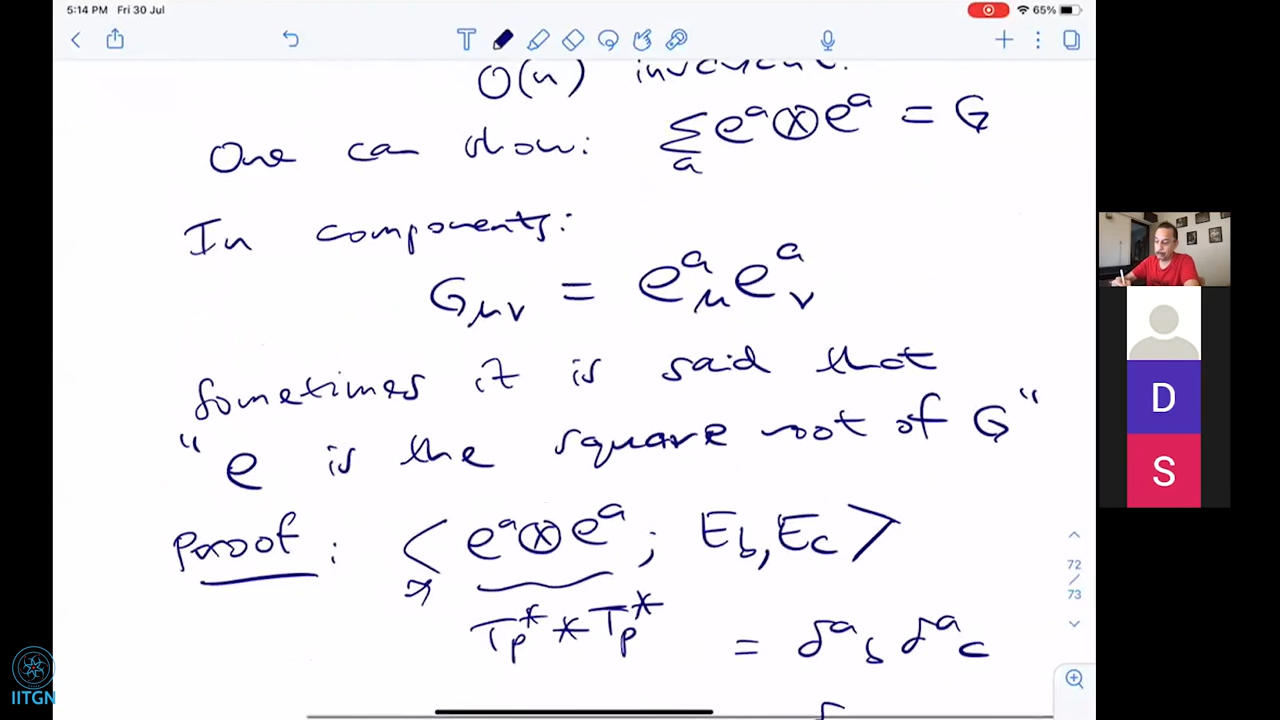 5:14 PM Fri 30 Jul
65%
O(n) invariant.
One can show: Σ_a e^a ⊗ e^a = G
In components:
G_μν = e^a_μ e^a_ν
Sometimes it is said that
"e is the square root of G"
Proof: < e^a ⊗ e^a ; E_b, E_c >
T_p^* * T_p^*
= δ^a_b δ^a_c
72
/
73
D
S
IITGN